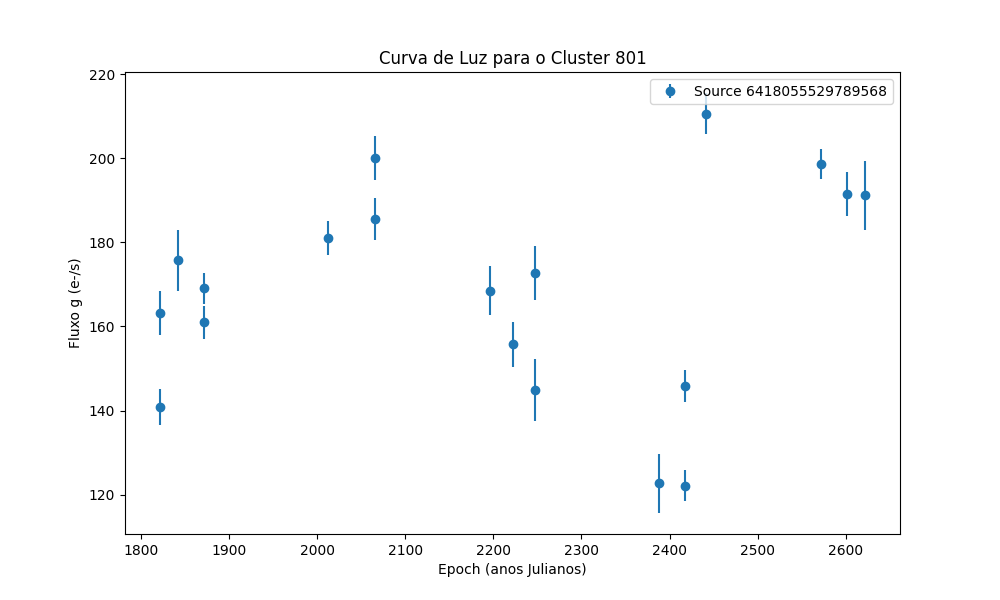 Curva de Luz para o Cluster 801
Source 6418055529789568
Fluxo g (e-/s)
220
200
180
160
140
120
1800 1900 2000 2100 2200 2300 2400 2500 2600
Epoch (anos Julianos)